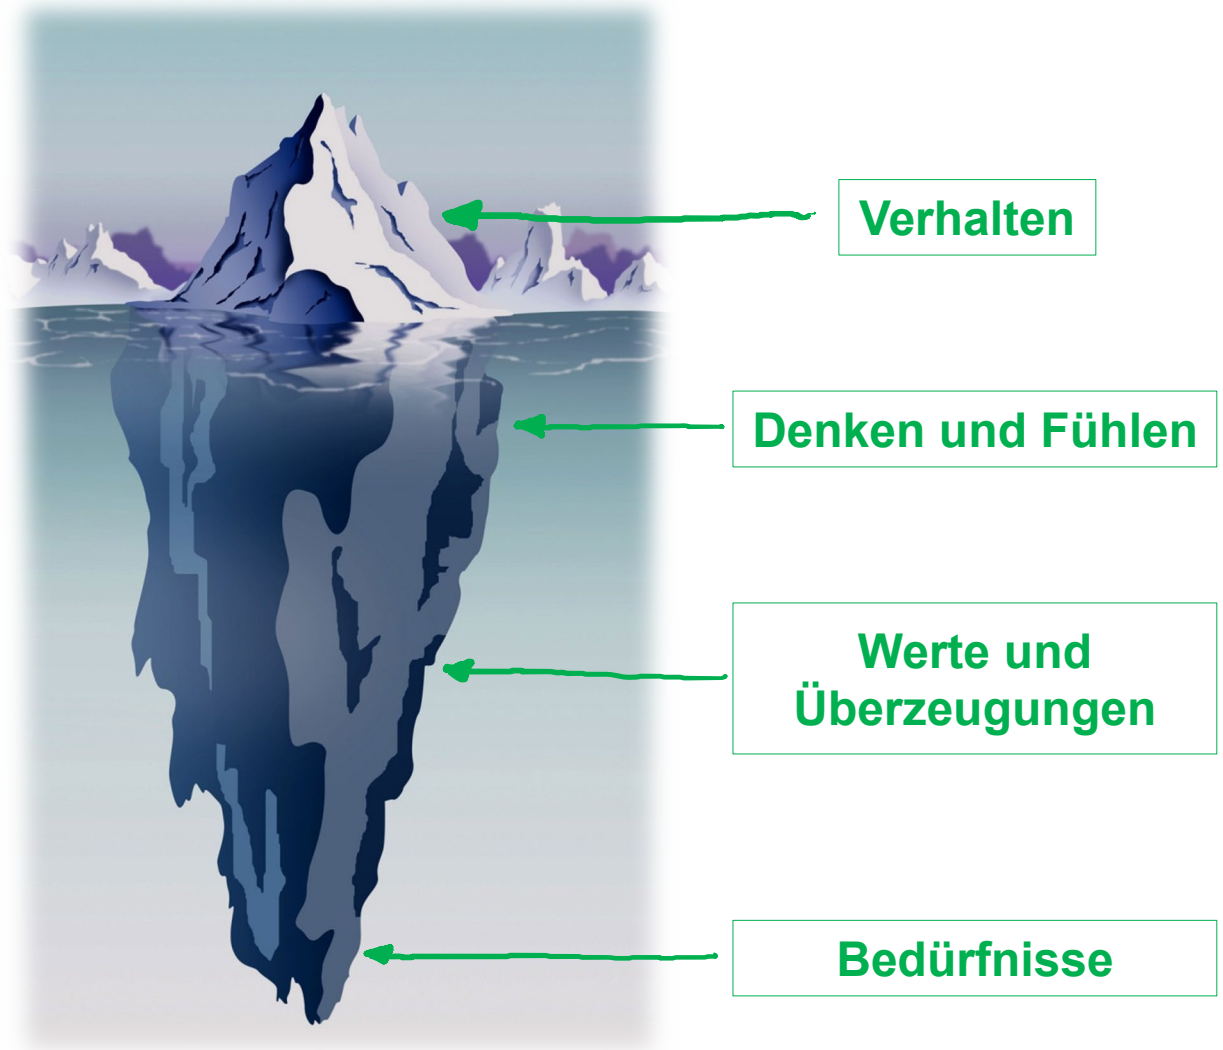 Verhalten
Denken und Fühlen
Werte und
Überzeugungen
Bedürfnisse